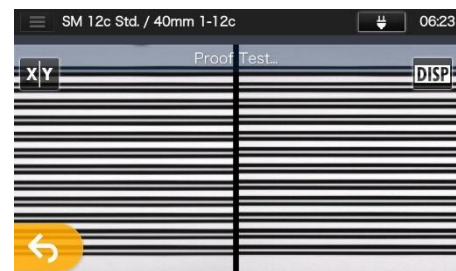 SM 12c Std. / 40mm 1-12c
06:23
Proof Test...
X|Y
DISP